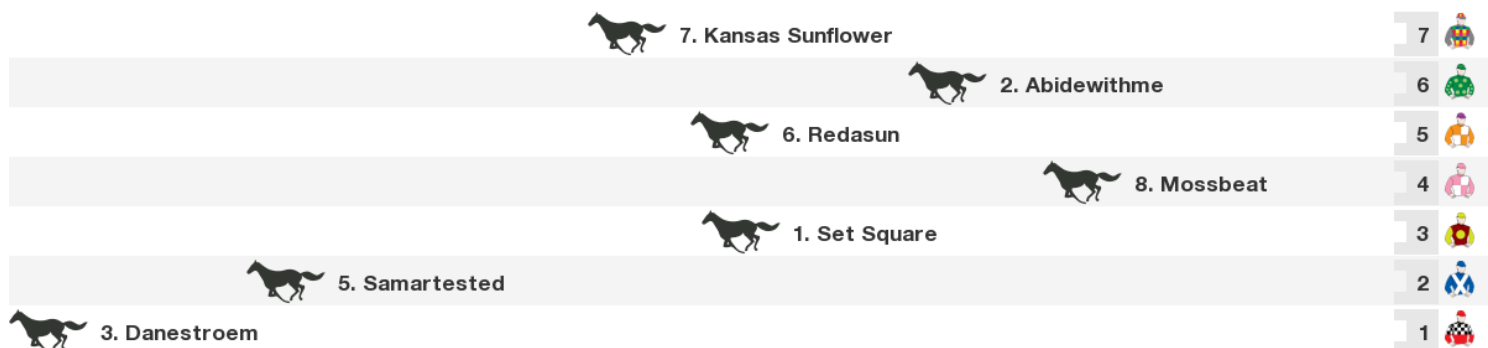 7. Kansas Sunflower 7
2. Abidewithme 6
6. Redasun 5
8. Mossbeat 4
1. Set Square 3
5. Samartested 2
3. Danestroem 1